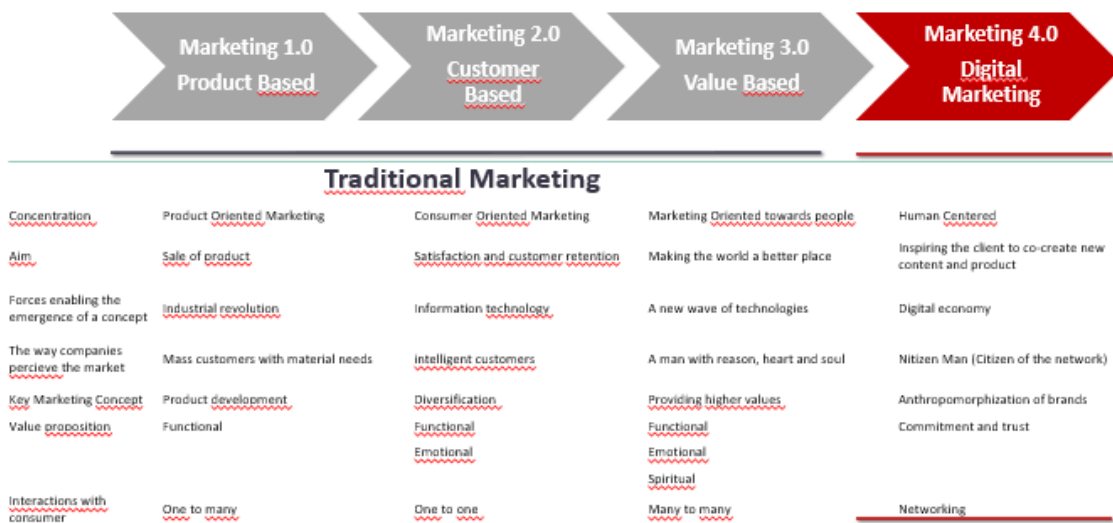 Marketing 1.0
Product Based
Marketing 2.0
Customer
Based
Marketing 3.0
Value Based
Marketing 4.0
Digital
Marketing
Traditional Marketing
Concentration Product Oriented Marketing Consumer Oriented Marketing Marketing Oriented towards people Human Centered
Aim Sale of product Satisfaction and customer retention Making the world a better place Inspiring the client to co-create new
content and product
Forces enabling the
emergence of a concept Industrial revolution Information technology A new wave of technologies Digital economy
The way companies
percieve the market Mass customers with material needs intelligent customers A man with reason, heart and soul Nitizen Man (Citizen of the network)
Key Marketing Concept Product development Diversification Providing higher values Anthropomorphization of brands
Value proposition Functional Functional Functional Commitment and trust
Emotional Emotional
Spiritual
Interactions with
consumer One to many One to one Many to many Networking